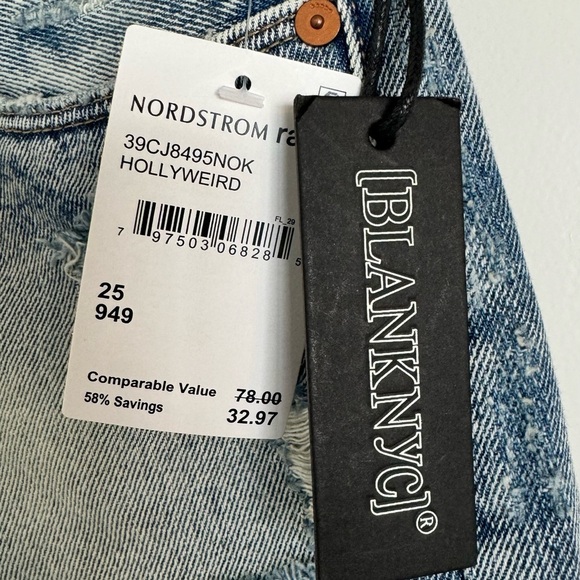 NORDSTROM ra
39CJ8495NOK
HOLLYWEIRD
FL_29
7 97503 06828 5
25
949
Comparable Value 78.00
58% Savings 32.97
[BLANKNYC]®